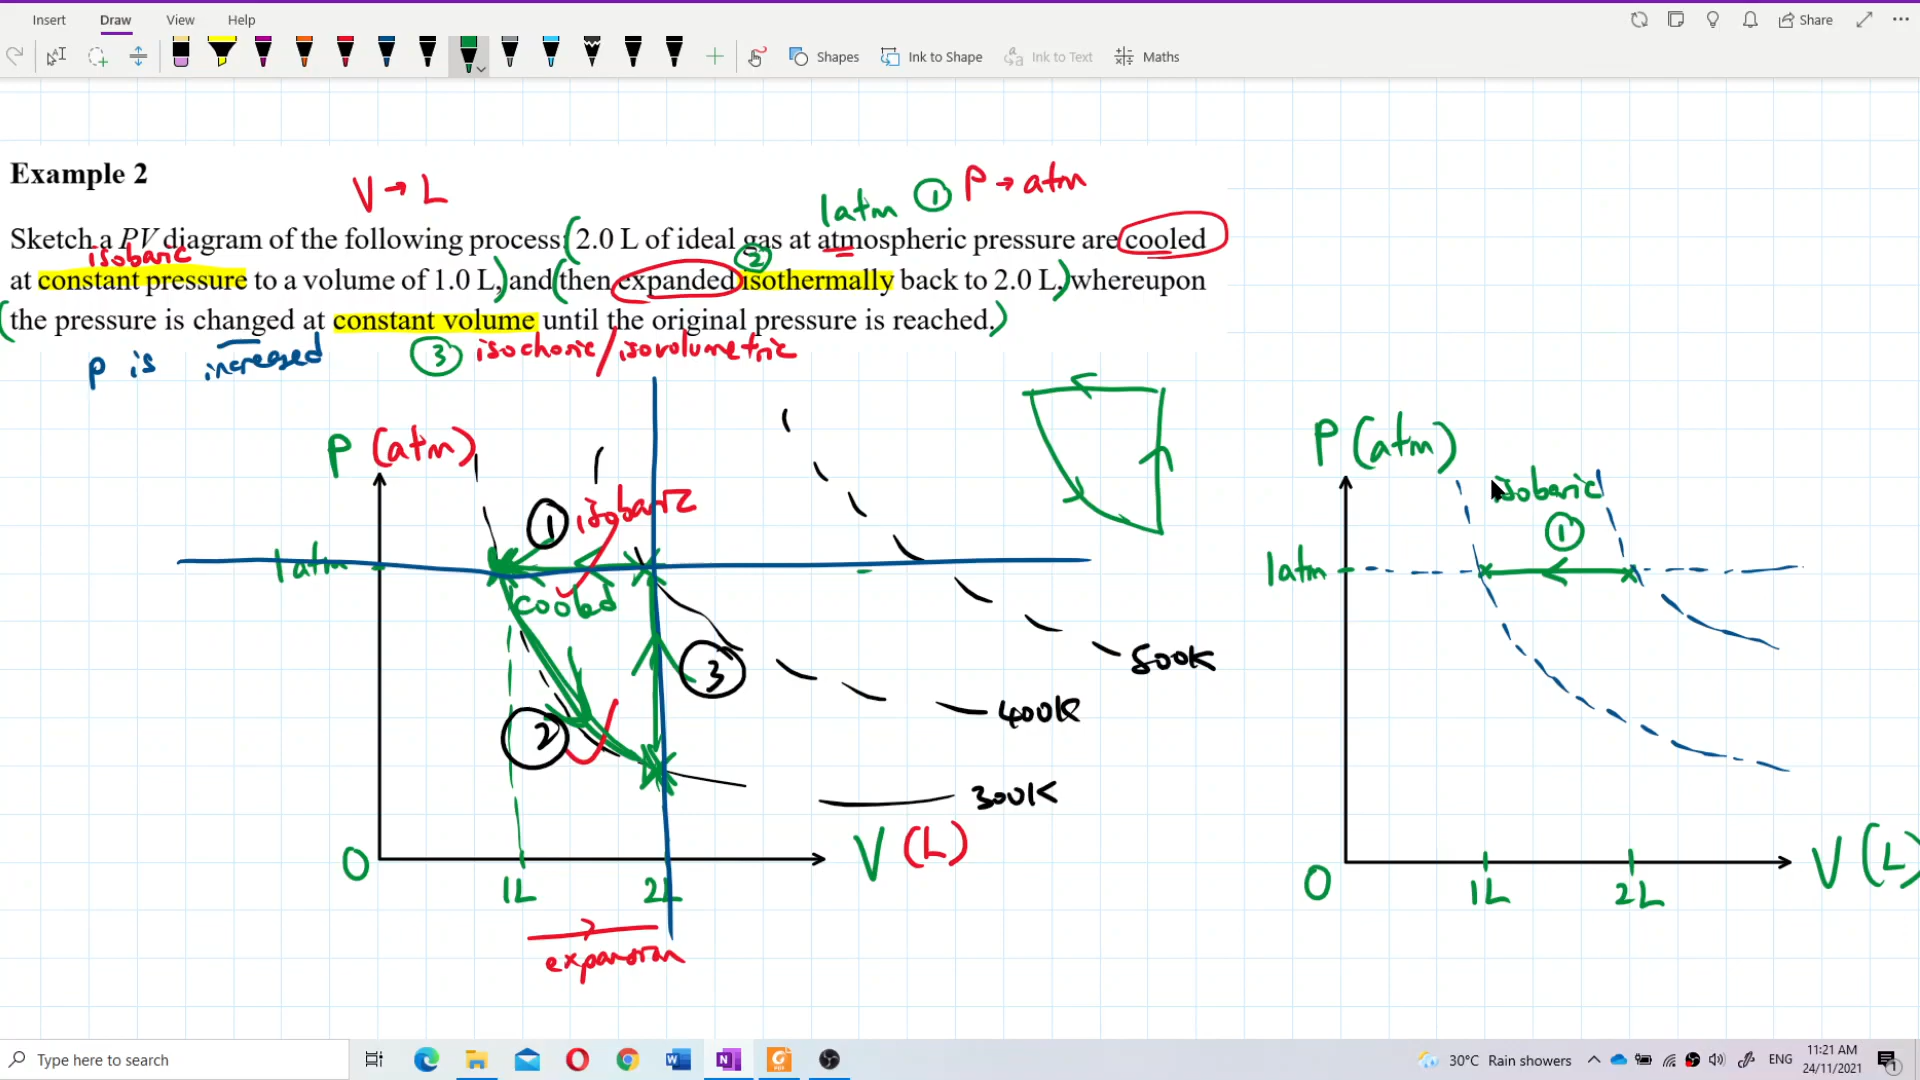 Insert Draw View Help
Share
Shapes Ink to Shape Ink to Text Maths
Example 2
V → L
1atm ① P → atm
Sketch a PV diagram of the following process: (2.0 L of ideal gas at atmospheric pressure are cooled
isobaric ②
at constant pressure to a volume of 1.0 L,) and (then expanded isothermally back to 2.0 L,) whereupon
(the pressure is changed at constant volume until the original pressure is reached.)
P is increased ③ isochoric/isovolumetric
P (atm)
① isobaric
1atm
cooled
③
②
500K
400K
300K
V (L)
0
1L 2L
expansion
P (atm)
isobaric
①
1atm
V (L)
0
1L 2L
Type here to search
30°C Rain showers
ENG
11:21 AM
24/11/2021
1